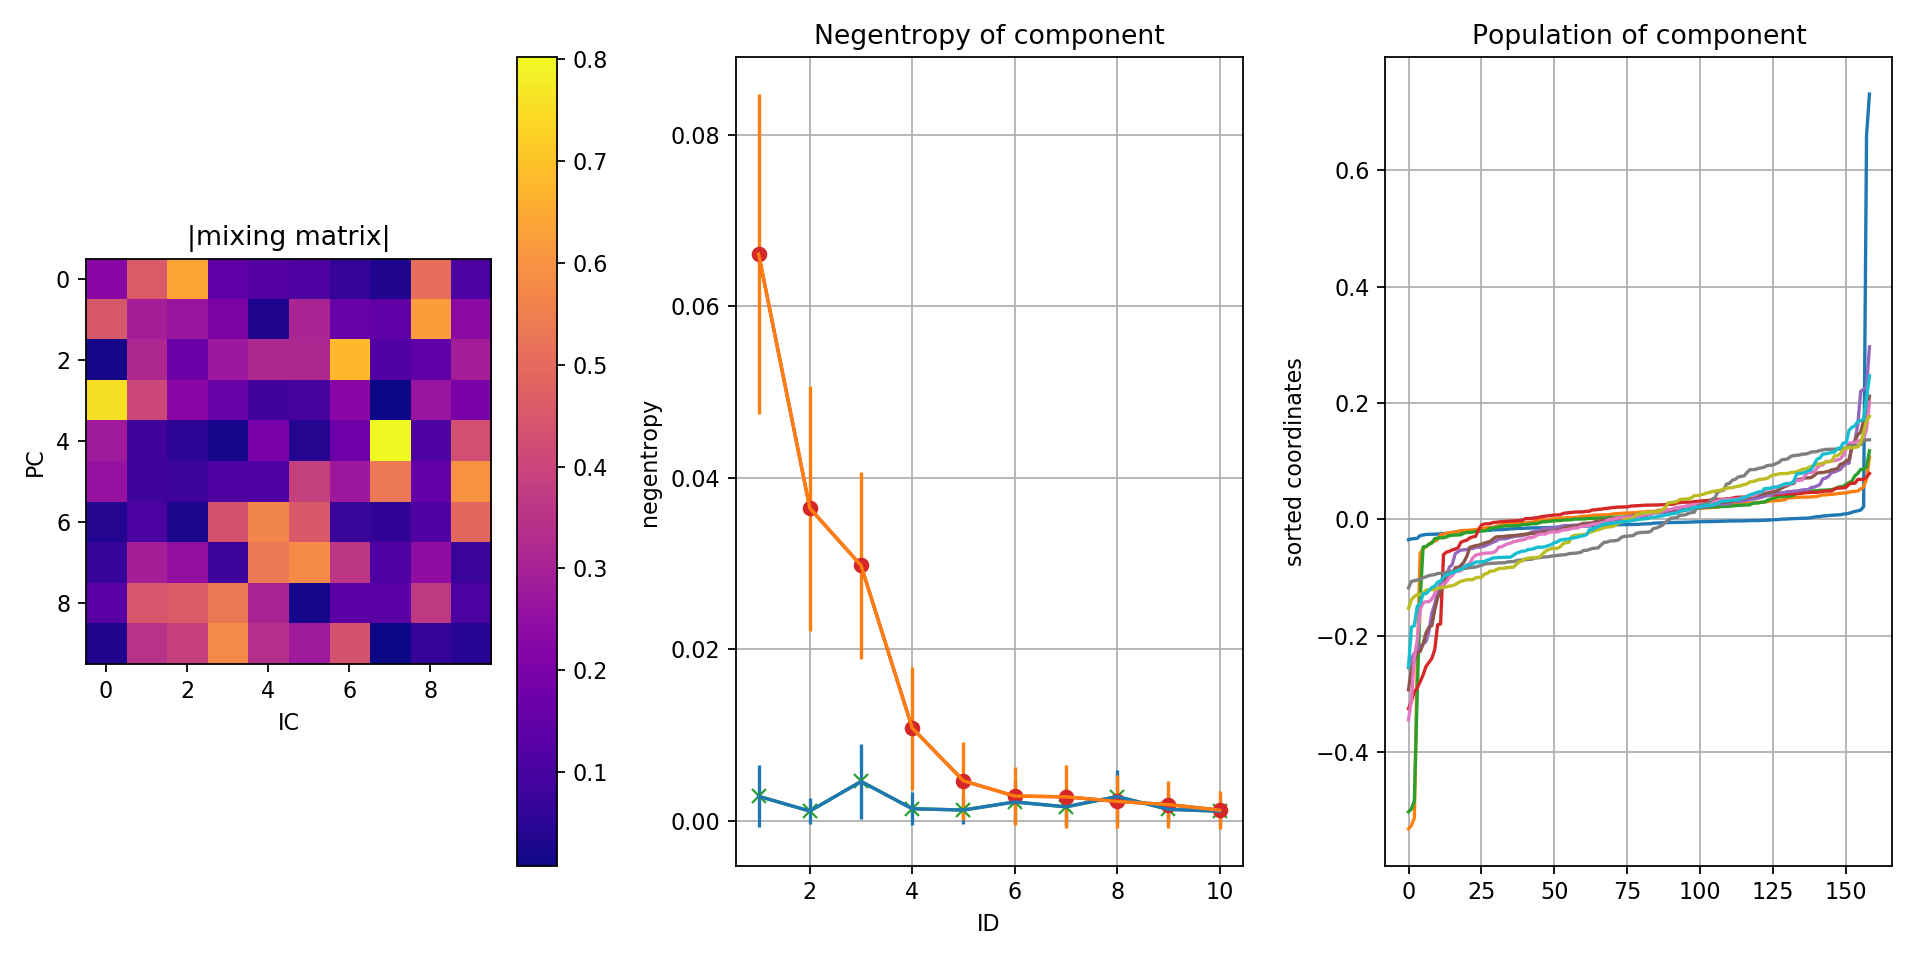 |mixing matrix|
0
2
4
6
8
PC
0 2 4 6 8
IC
0.8
0.7
0.6
0.5
0.4
0.3
0.2
0.1
Negentropy of component
0.08
0.06
0.04
0.02
0.00
negentropy
2 4 6 8 10
ID
Population of component
0.6
0.4
0.2
0.0
−0.2
−0.4
sorted coordinates
0 25 50 75 100 125 150